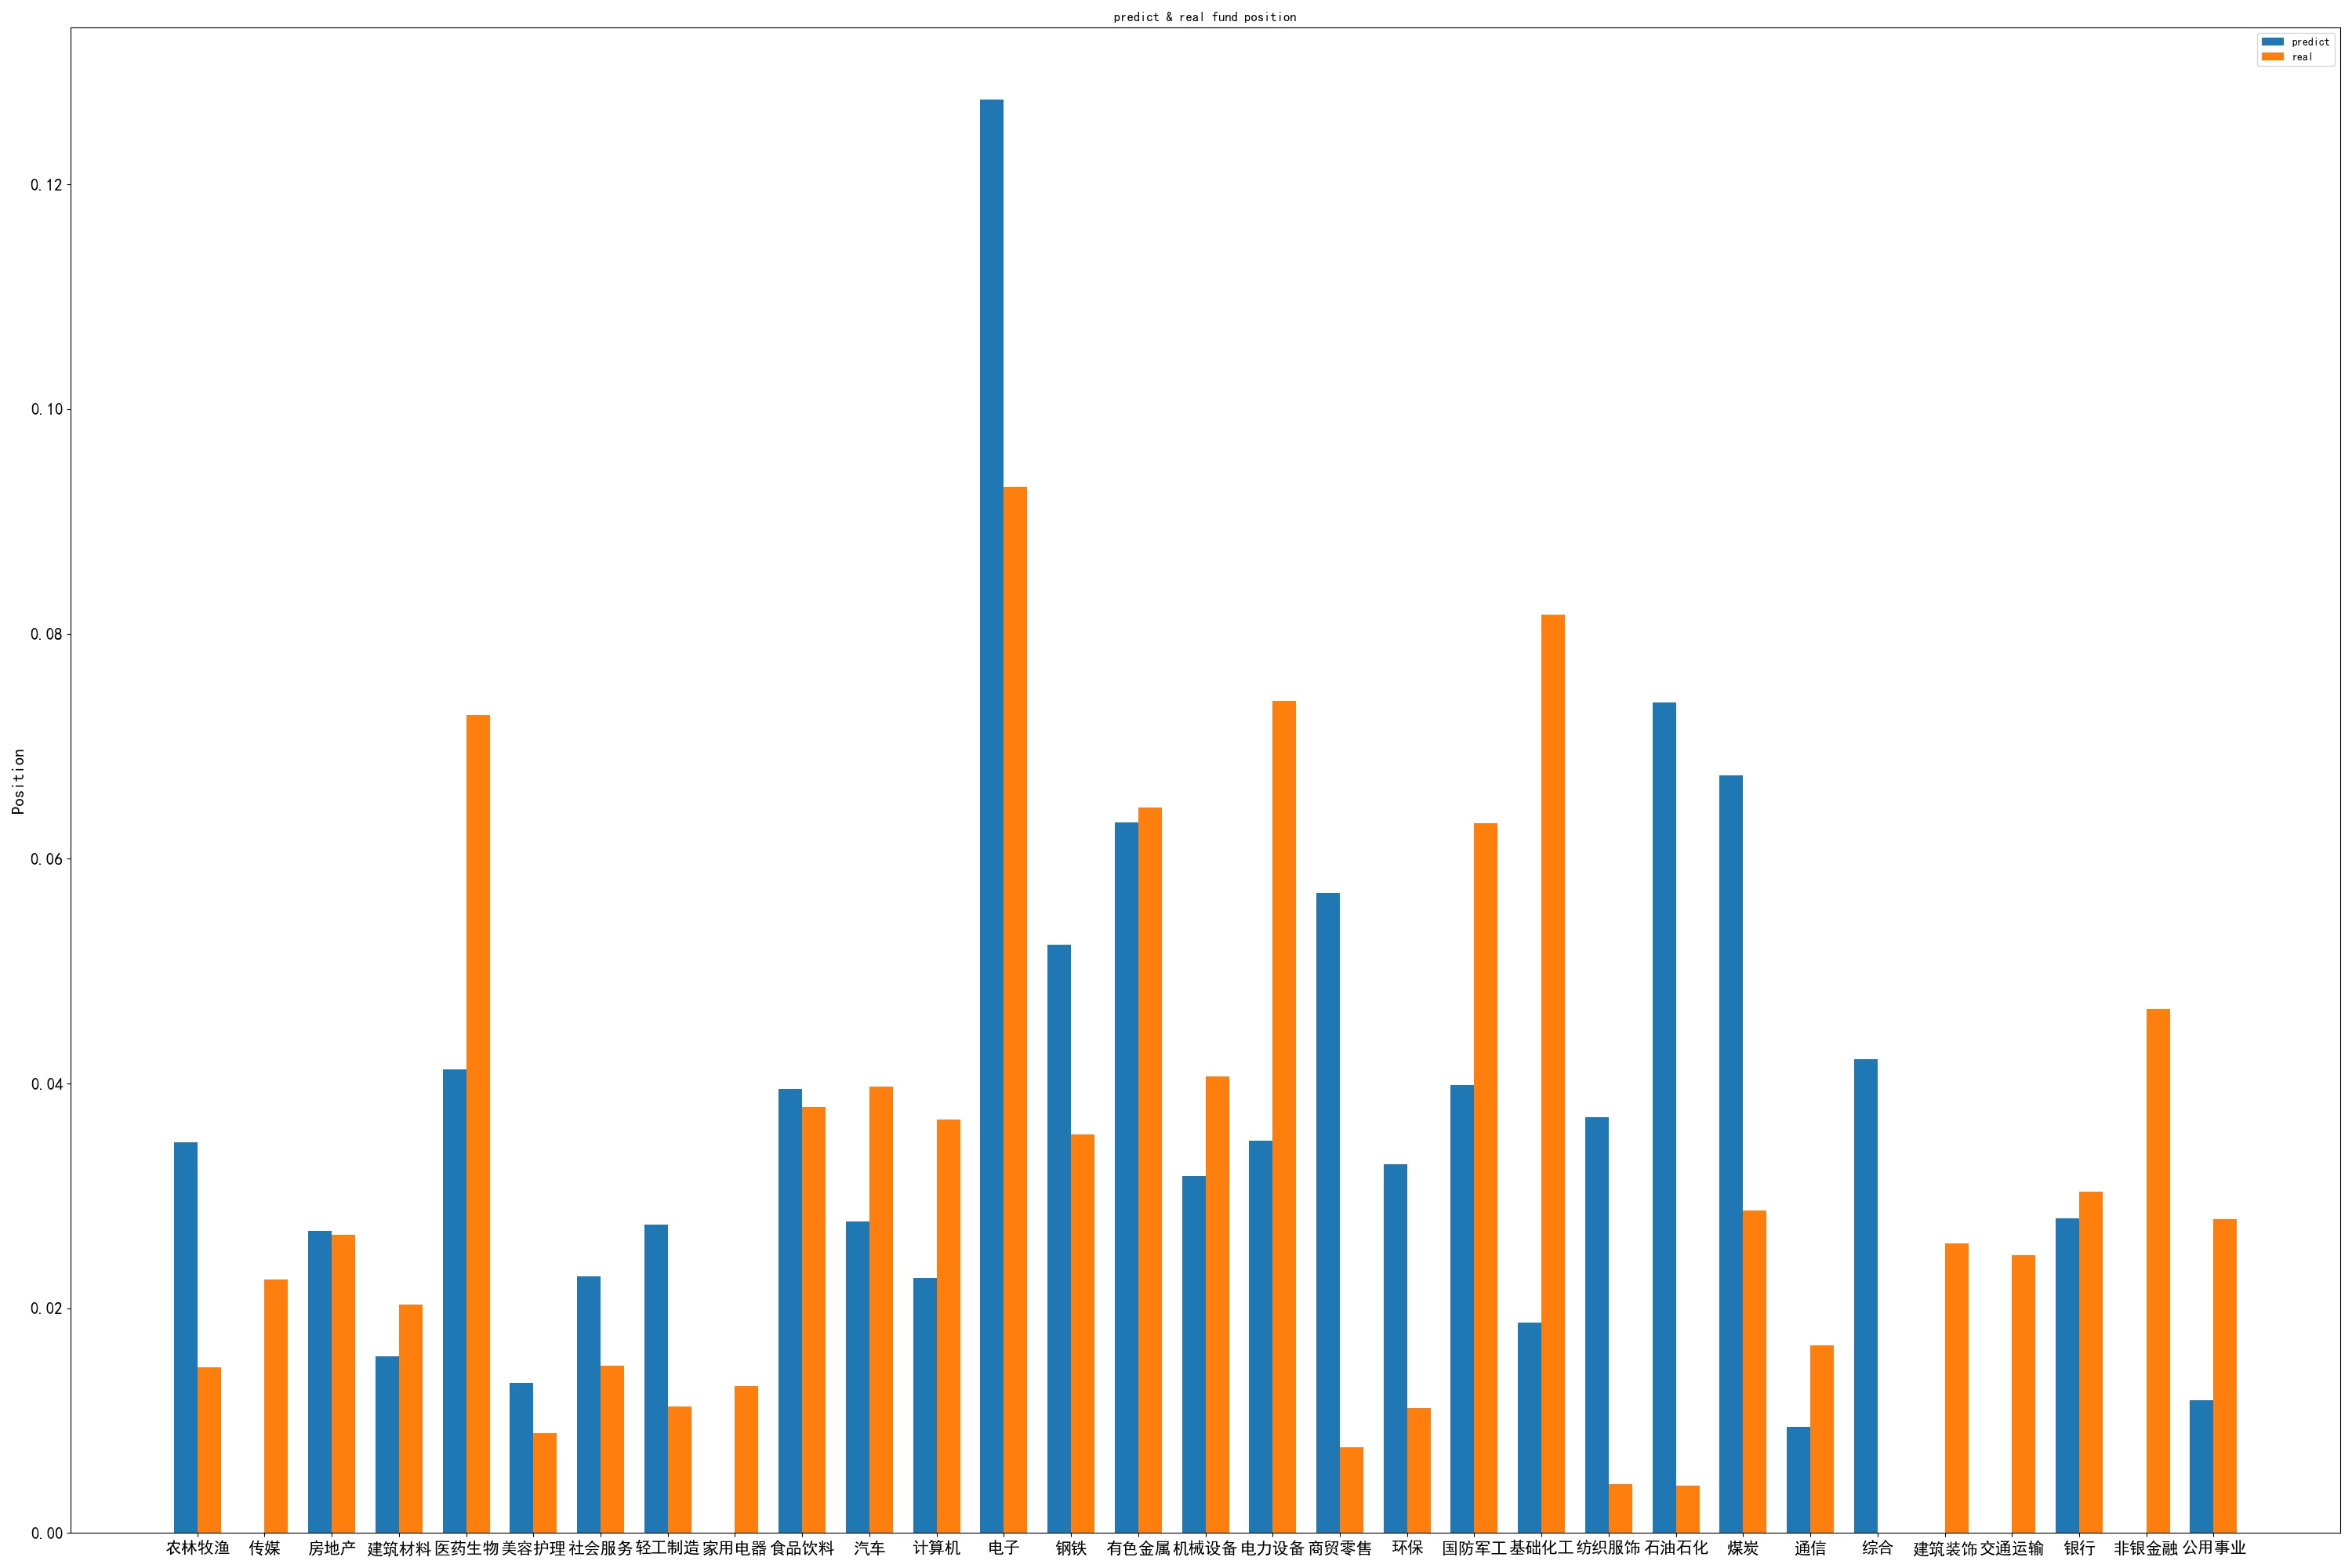 predict & real fund position
predict
real
0.12
0.10
0.08
0.06
0.04
0.02
0.00
Position
农林牧渔 传媒 房地产 建筑材料 医药生物 美容护理 社会服务 轻工制造 家用电器 食品饮料 汽车 计算机 电子 钢铁 有色金属 机械设备 电力设备 商贸零售 环保 国防军工 基础化工 纺织服饰 石油石化 煤炭 通信 综合 建筑装饰 交通运输 银行 非银金融 公用事业